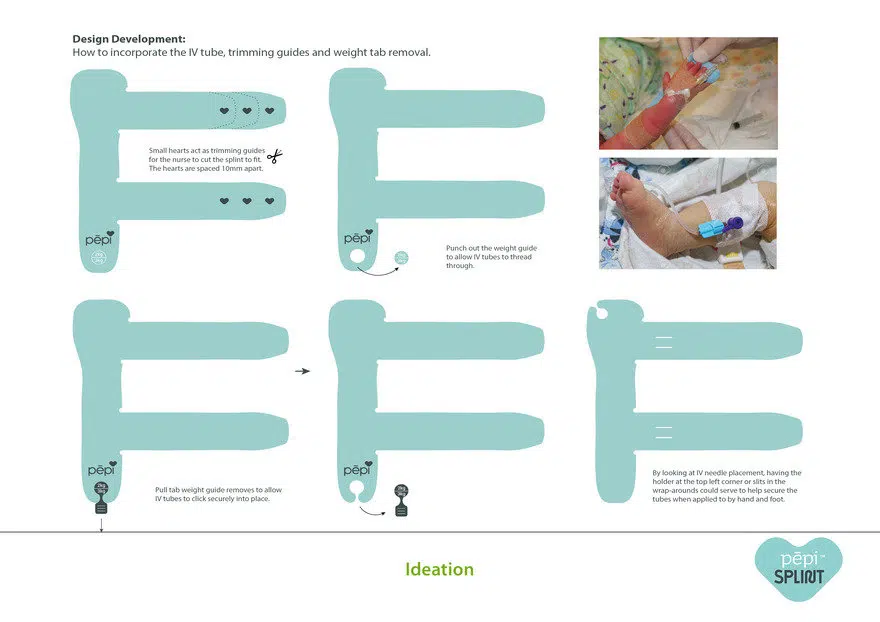 Design Development:
How to incorporate the IV tube, trimming guides and weight tab removal.
Small hearts act as trimming guides
for the nurse to cut the splint to fit.
The hearts are spaced 10mm apart.
pēpi
pēpi
Punch out the weight guide
to allow IV tubes to thread
through.
pēpi
2kg
3kg
Pull tab weight guide removes to allow
IV tubes to click securely into place.
pēpi
2kg
3kg
By looking at IV needle placement, having the
holder at the top left corner or slits in the
wrap-arounds could serve to help secure the
tubes when applied to by hand and foot.
Ideation
pēpi™
SPLINT